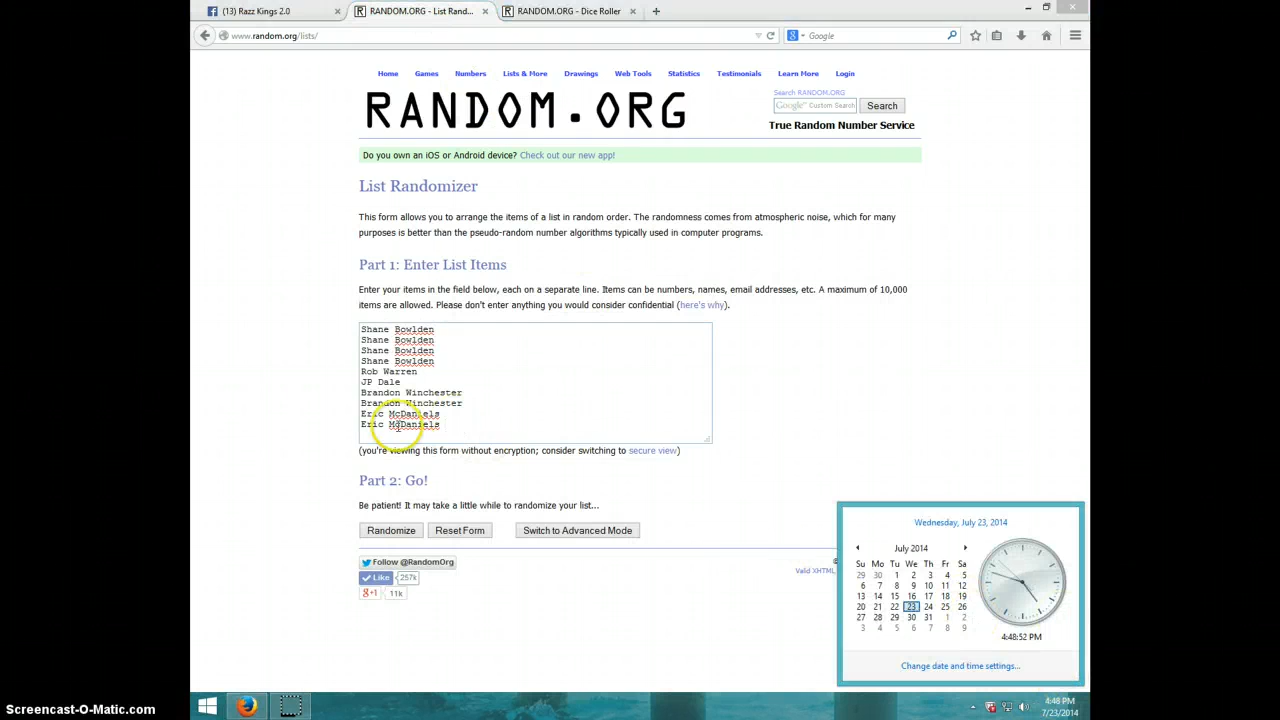 (13) Razz Kings 2.0
RANDOM.ORG - List Rand...
RANDOM.ORG - Dice Roller
www.random.org/lists/
Google
Home Games Numbers Lists & More Drawings Web Tools Statistics Testimonials Learn More Login
RANDOM.ORG
Search RANDOM.ORG
Google™ Custom Search Search
True Random Number Service
Do you own an iOS or Android device? Check out our new app!
List Randomizer
This form allows you to arrange the items of a list in random order. The randomness comes from atmospheric noise, which for many
purposes is better than the pseudo-random number algorithms typically used in computer programs.
Part 1: Enter List Items
Enter your items in the field below, each on a separate line. Items can be numbers, names, email addresses, etc. A maximum of 10,000
items are allowed. Please don't enter anything you would consider confidential (here's why).
Shane Bowlden
Shane Bowlden
Shane Bowlden
Shane Bowlden
Rob Warren
JP Dale
Brandon Winchester
Brandon Winchester
Eric McDaniels
Eric McDaniels
(you're viewing this form without encryption; consider switching to secure view)
Part 2: Go!
Be patient! It may take a little while to randomize your list...
Randomize Reset Form Switch to Advanced Mode
Follow @RandomOrg
Like 257k
g+1 11k
©
Valid XHTML
Wednesday, July 23, 2014
July 2014
Su Mo Tu We Th Fr Sa
29 30 1 2 3 4 5
6 7 8 9 10 11 12
13 14 15 16 17 18 19
20 21 22 23 24 25 26
27 28 29 30 31 1 2
3 4 5 6 7 8 9
4:48:52 PM
Change date and time settings...
4:48 PM
7/23/2014
Screencast-O-Matic.com